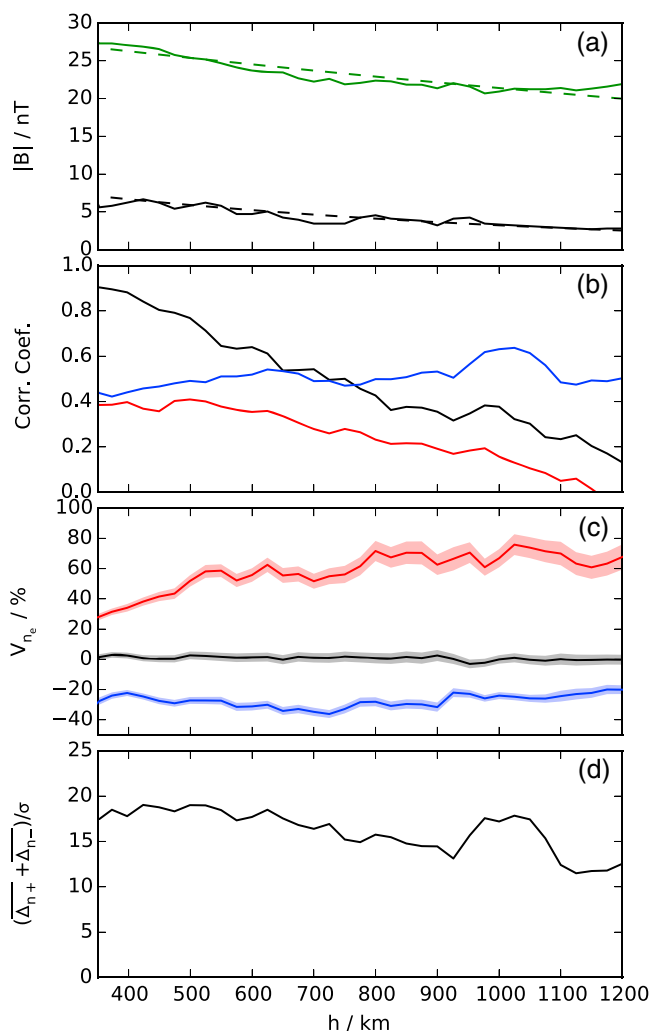 (a)
|B| / nT
30
25
20
15
10
5
0
(b)
Corr. Coef.
1.0
0.8
0.6
0.4
0.2
0.0
(c)
V_{n_e} / %
100
80
60
40
20
0
−20
−40
(d)
(\overline{Δ_{n+}} + \overline{Δ_{n−}})/σ
25
20
15
10
5
0
400 500 600 700 800 900 1000 1100 1200
h / km